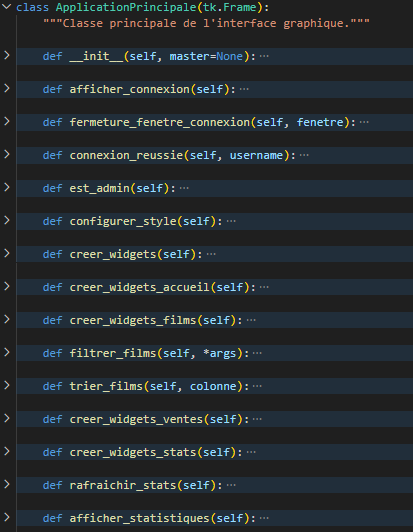 class ApplicationPrincipale(tk.Frame):
"""Classe principale de l'interface graphique."""
def __init__(self, master=None): ···
def afficher_connexion(self): ···
def fermeture_fenetre_connexion(self, fenetre): ···
def connexion_reussie(self, username): ···
def est_admin(self): ···
def configurer_style(self): ···
def creer_widgets(self): ···
def creer_widgets_accueil(self): ···
def creer_widgets_films(self): ···
def filtrer_films(self, *args): ···
def trier_films(self, colonne): ···
def creer_widgets_ventes(self): ···
def creer_widgets_stats(self): ···
def rafraichir_stats(self): ···
def afficher_statistiques(self): ···